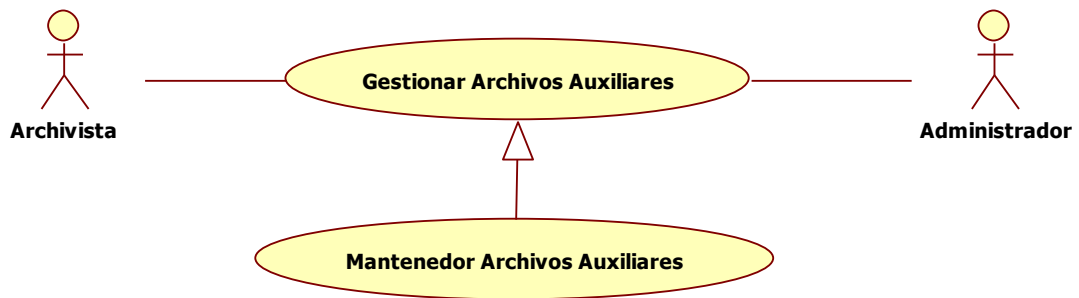 Gestionar Archivos Auxiliares
Archivista
Administrador
Mantenedor Archivos Auxiliares